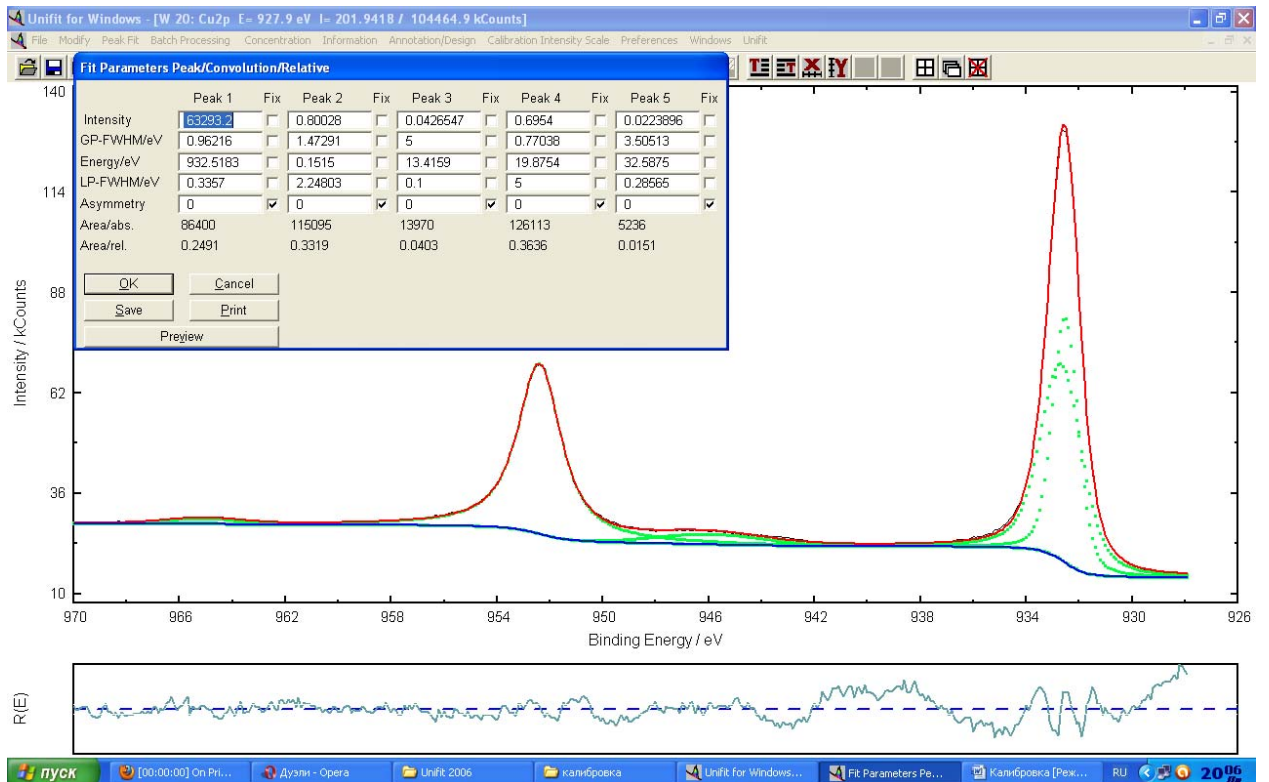 Unifit for Windows - [W 20: Cu2p E= 927.9 eV I= 201.9418 / 104464.9 kCounts]
File Modify Peak Fit Batch Processing Concentration Information Annotation/Design Calibration Intensity Scale Preferences Windows Unifit
Fit Parameters Peak/Convolution/Relative
Peak 1 Fix Peak 2 Fix Peak 3 Fix Peak 4 Fix Peak 5 Fix
Intensity 63293.2 0.80028 0.0426547 0.6954 0.0223896
GP-FWHM/eV 0.96216 1.47291 5 0.77038 3.50513
Energy/eV 932.5183 0.1515 13.4159 19.8754 32.5875
LP-FWHM/eV 0.3357 2.24803 0.1 5 0.28565
Asymmetry 0 0 0 0 0
Area/abs. 86400 115095 13970 126113 5236
Area/rel. 0.2491 0.3319 0.0403 0.3636 0.0151
OK Cancel
Save Print
Preview
Intensity / kCounts
140
114
88
62
36
10
970 966 962 958 954 950 946 942 938 934 930 926
Binding Energy / eV
R(E)
пуск [00:00:00] On Pri... Дуэли - Opera Unifit 2006 калибровка Unifit for Windows... Fit Parameters Pe... Калибровка [Реж... RU 20 06